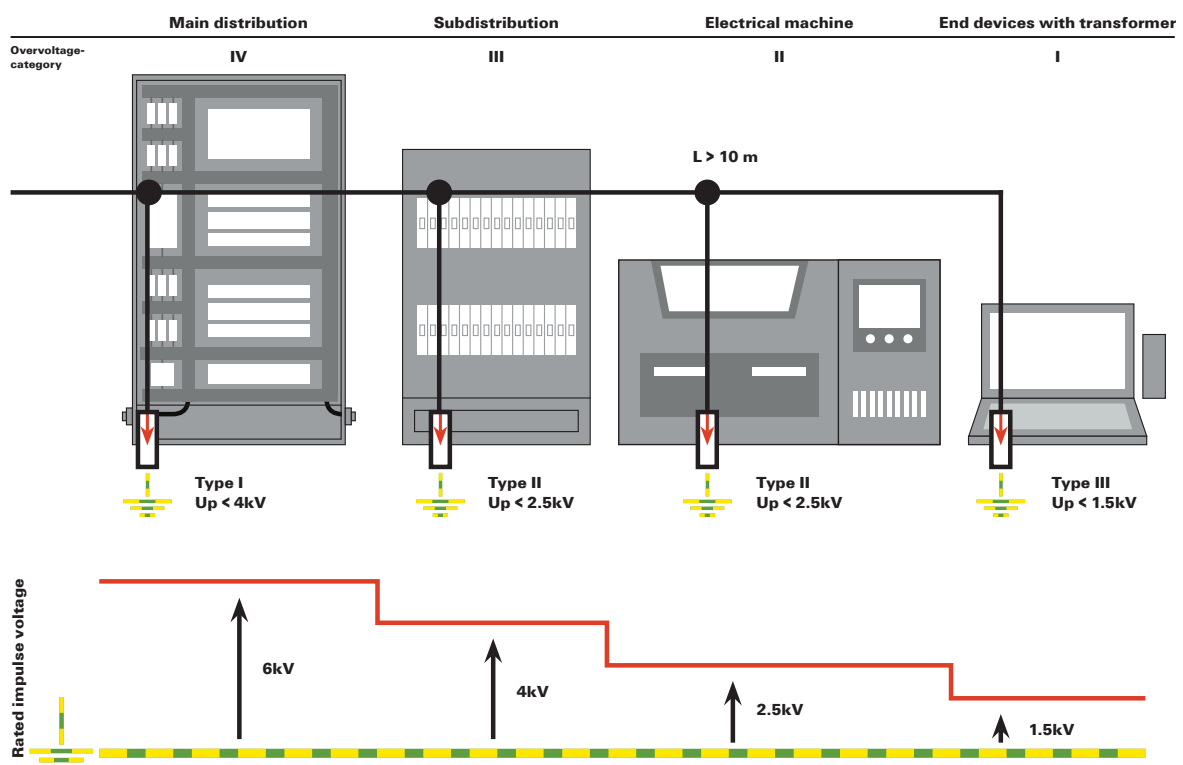 Main distribution
Subdistribution
Electrical machine
End devices with transformer
Overvoltage-
category
IV
III
II
I
L > 10 m
Type I
Up < 4kV
Type II
Up < 2.5kV
Type II
Up < 2.5kV
Type III
Up < 1.5kV
Rated impulse voltage
6kV
4kV
2.5kV
1.5kV